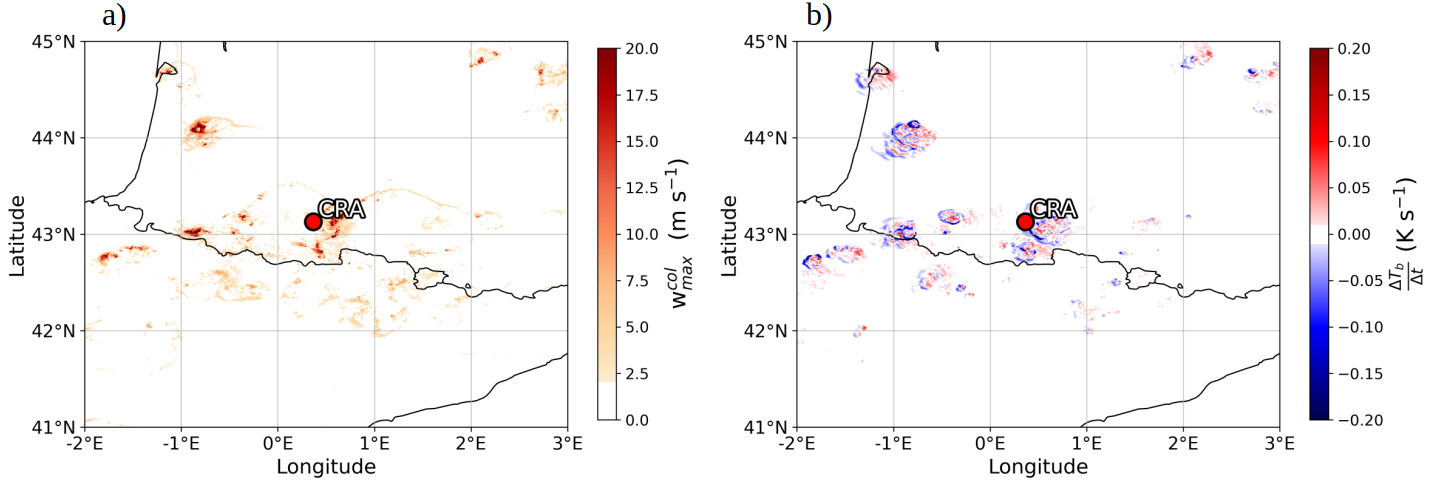 a)
45°N
44°N
43°N
42°N
41°N
-2°E
-1°E
0°E
1°E
2°E
3°E
Latitude
Longitude
CRA
20.0
17.5
15.0
12.5
10.0
7.5
5.0
2.5
0.0
w_{max}^{col} (m s^{−1})
b)
45°N
44°N
43°N
42°N
41°N
-2°E
-1°E
0°E
1°E
2°E
3°E
Latitude
Longitude
CRA
0.20
0.15
0.10
0.05
0.00
−0.05
−0.10
−0.15
−0.20
\frac{ΔT_b}{Δt} (K s^{−1})